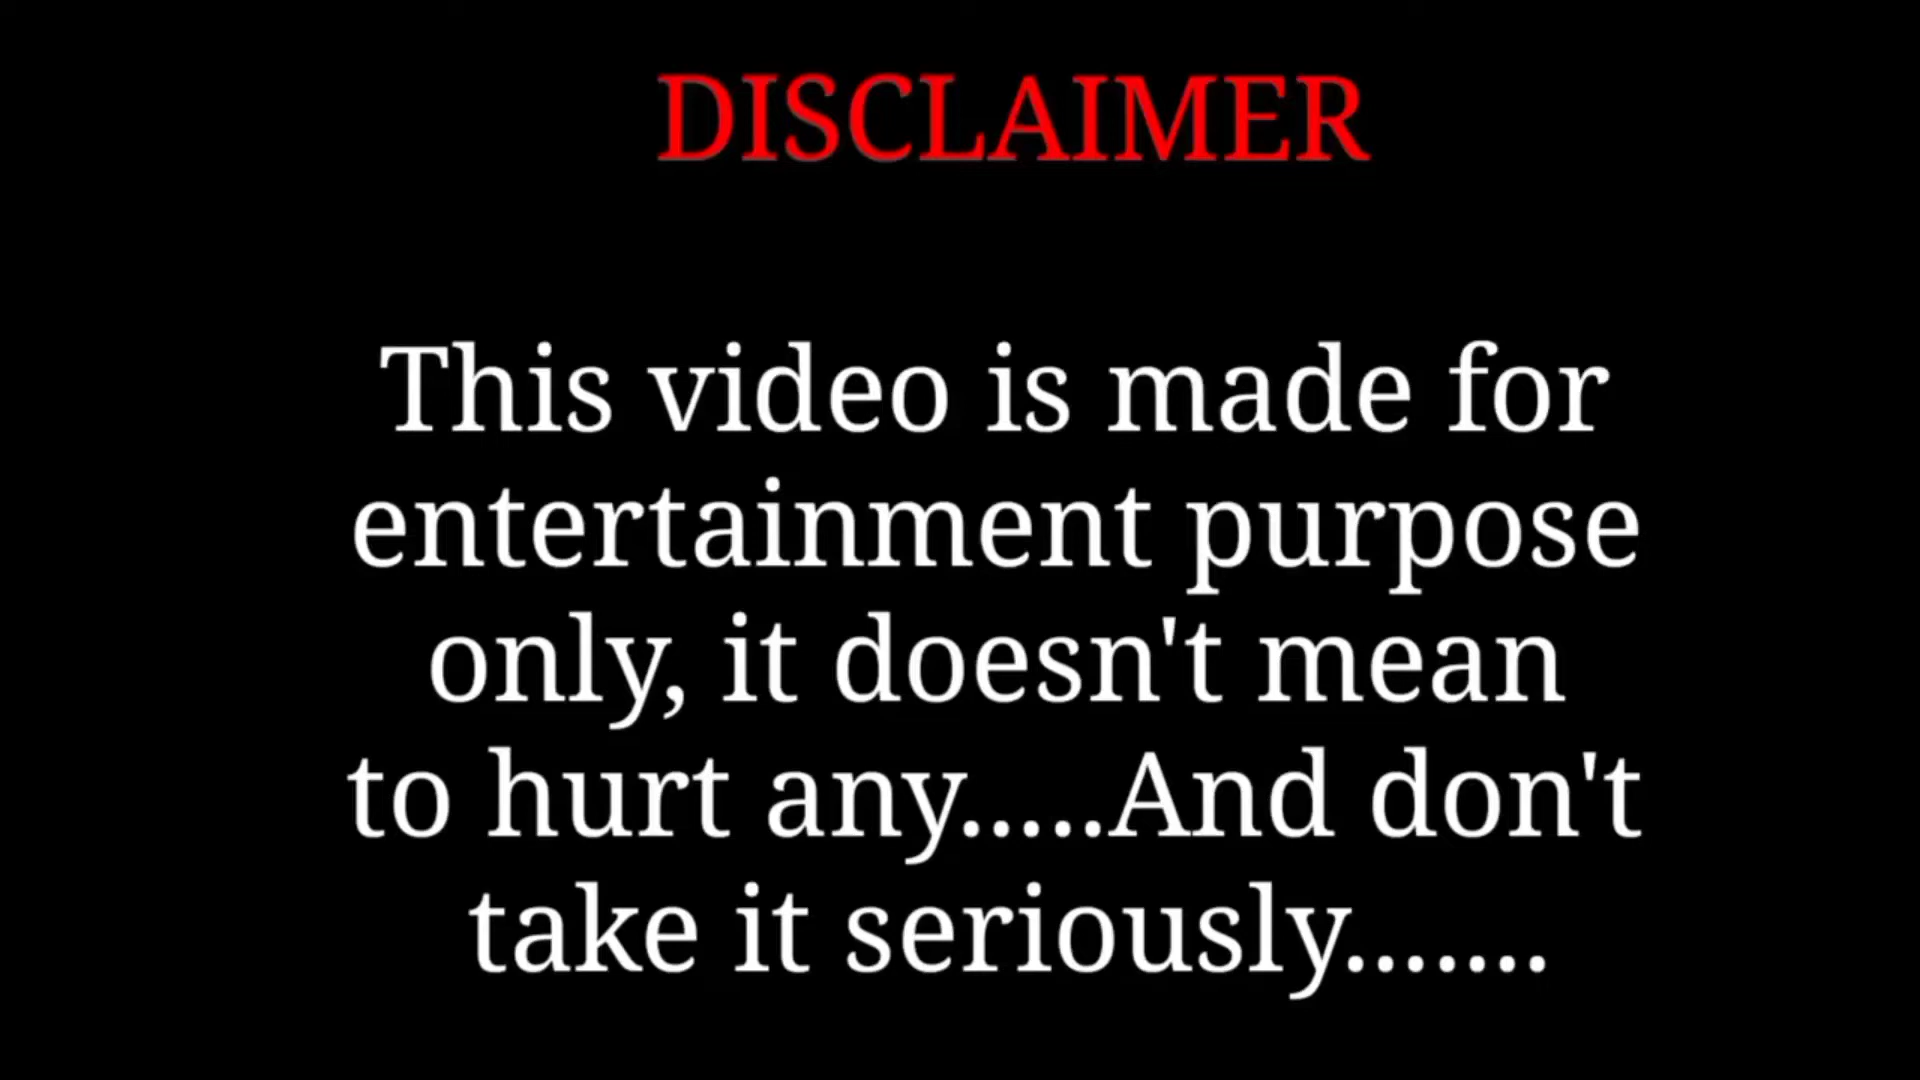 DISCLAIMER
This video is made for
entertainment purpose
only, it doesn't mean
to hurt any.....And don't
take it seriously.......